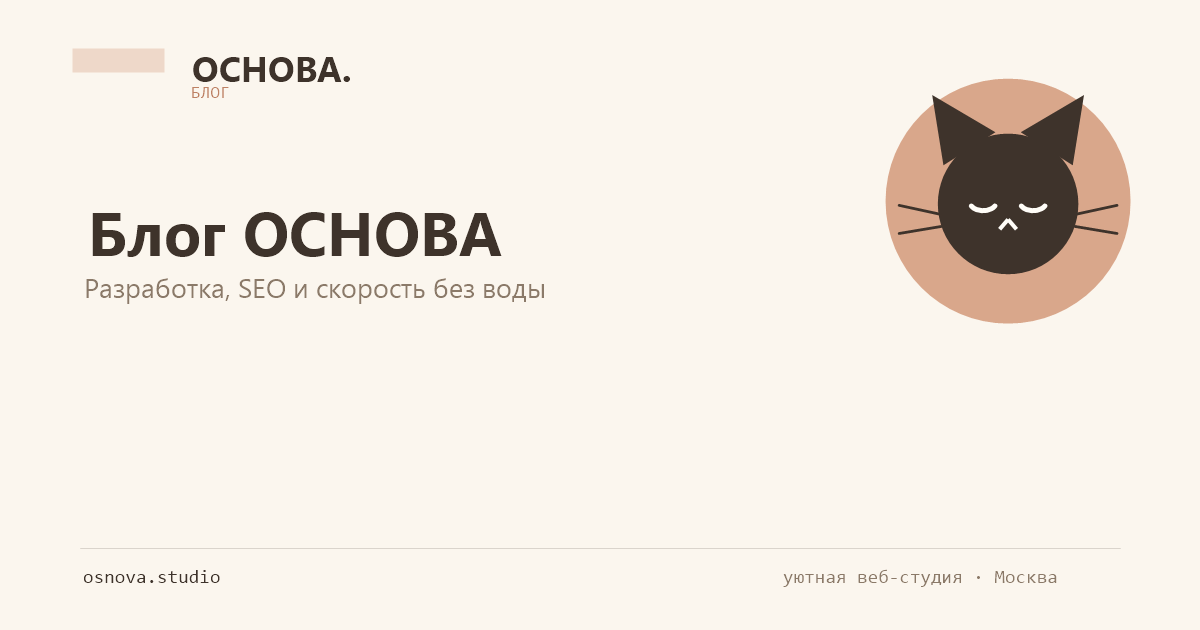 ОСНОВА.
БЛОГ
Блог ОСНОВА
Разработка, SEO и скорость без воды
osnova.studio
уютная веб-студия · Москва